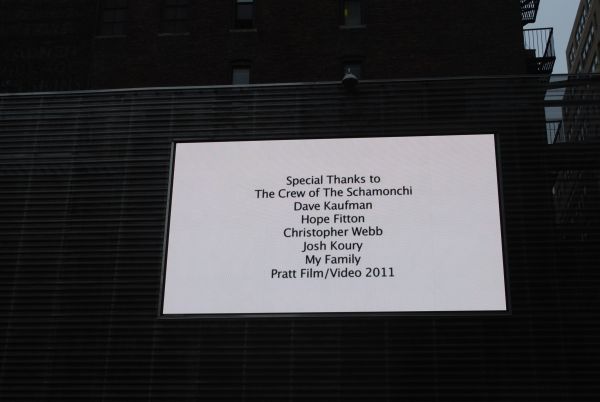 Special Thanks to
The Crew of The Schamonchi
Dave Kaufman
Hope Fitton
Christopher Webb
Josh Koury
My Family
Pratt Film/Video 2011